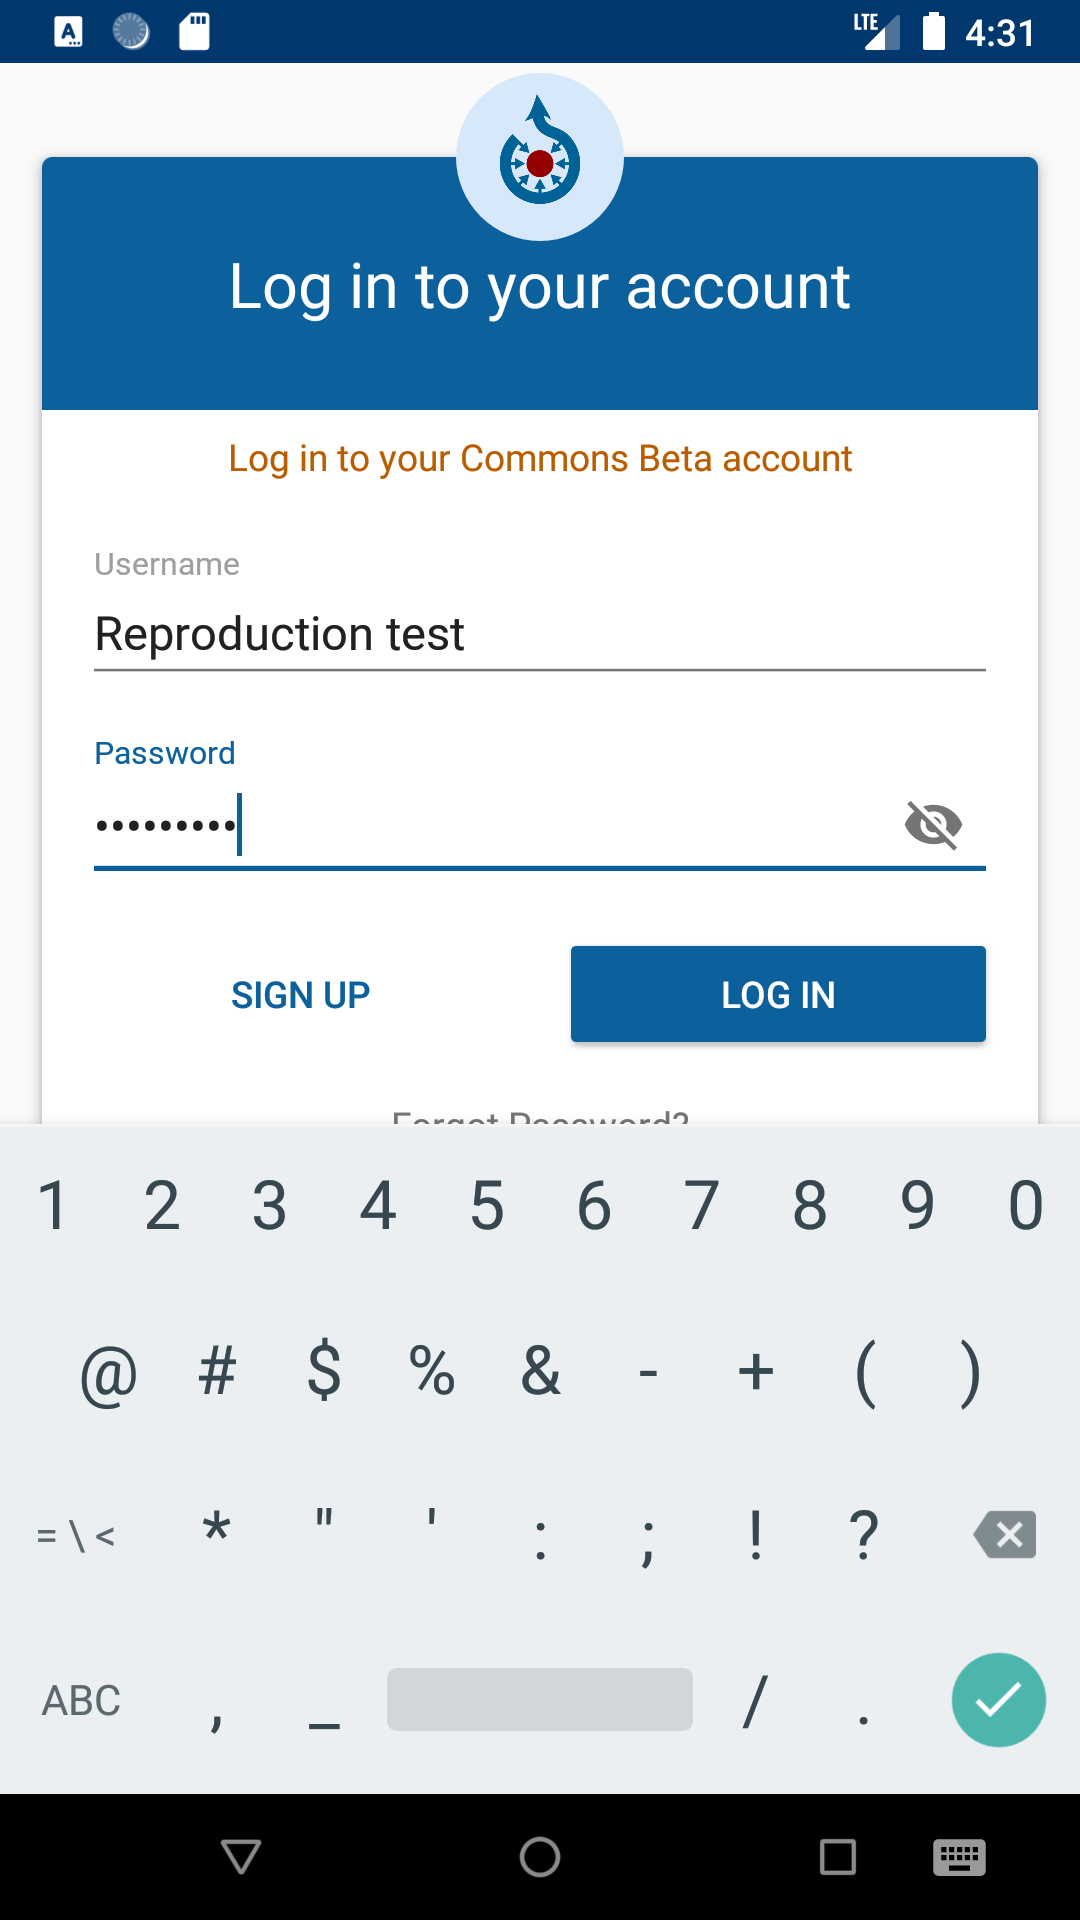 LTE 4:31
Log in to your account
Log in to your Commons Beta account
Username
Reproduction test
Password
•••••••••
SIGN UP LOG IN
Forgot Password?
1 2 3 4 5 6 7 8 9 0
@ # $ % & - + ( )
= \ < * " ' : ; ! ?
ABC , _ / .